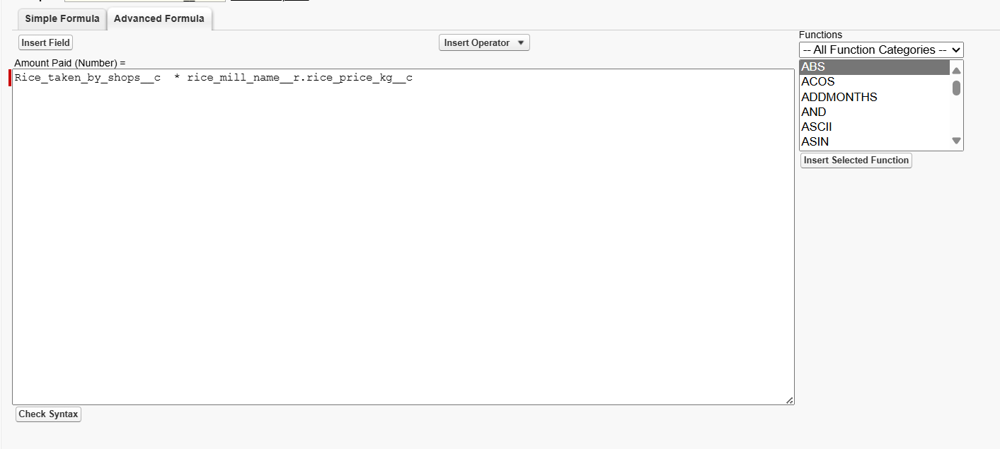 Simple Formula
Advanced Formula
Insert Field
Insert Operator
Functions
-- All Function Categories --
Amount Paid (Number) =
Rice_taken_by_shops__c * rice_mill_name__r.rice_price_kg__c
ABS
ACOS
ADDMONTHS
AND
ASCII
ASIN
Insert Selected Function
Check Syntax